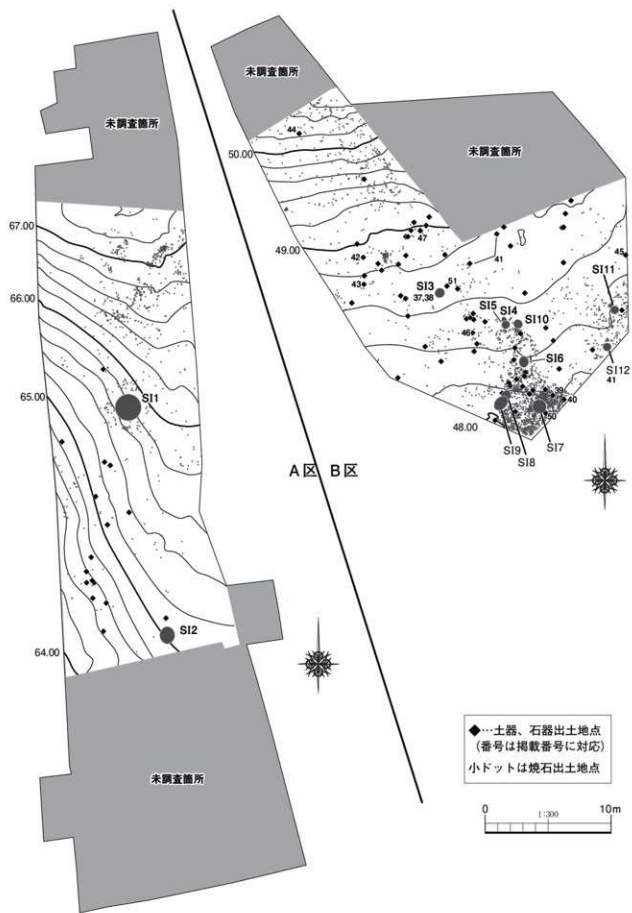 未調査箇所
67.00
66.00
65.00
SI1
SI2
64.00
未調査箇所
A区 B区
未調査箇所
未調査箇所
44
50.00
49.00
47
42
43
41
45
51
SI3
37,38
SI5
SI4
SI10
SI11
46
SI6
SI12
41
39
40
50
48.00
SI7
SI8
SI9
◆…土器、石器出土地点
(番号は掲載番号に対応)
小ドットは焼石出土地点
0 10m
1:300